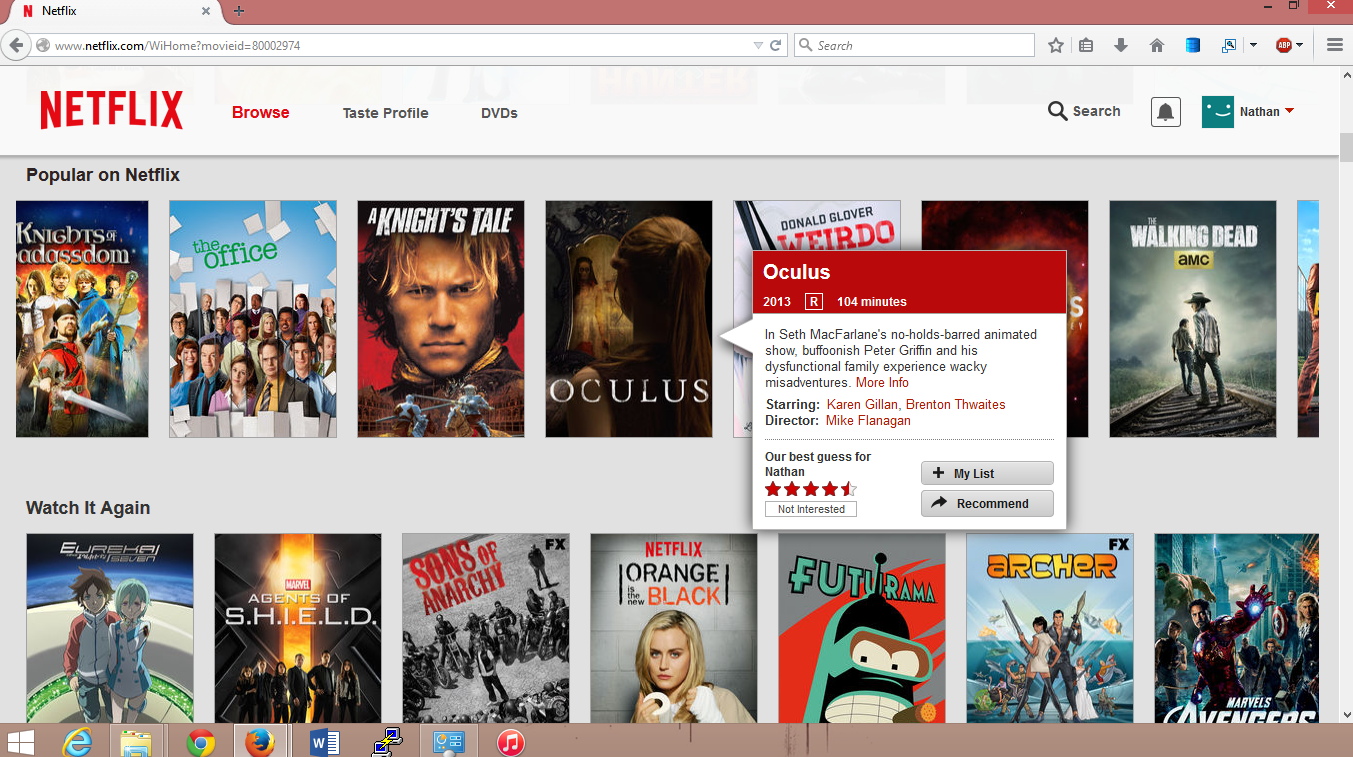 Netflix
www.netflix.com/WiHome?movieid=80002974
Search
ABP
NETFLIX
Browse
Taste Profile
DVDs
Search
Nathan
Popular on Netflix
KNIGHTS OF
the office
A KNIGHT'S TALE
OCULUS
DONALD GLOVER
WEIRDO
THE
WALKING DEAD
AMC
Oculus
2013 R 104 minutes
In Seth MacFarlane's no-holds-barred animated
show, buffoonish Peter Griffin and his
dysfunctional family experience wacky
misadventures. More Info
Starring: Karen Gillan, Brenton Thwaites
Director: Mike Flanagan
Our best guess for
Nathan
Not Interested
My List
Recommend
Watch It Again
EUREKA
SEVEN
MARVEL
AGENTS OF
S.H.I.E.L.D.
SONS OF
ANARCHY
FX
NETFLIX
ORANGE
is the new
BLACK
FUTURAMA
ARCHER
FX
MARVEL'S
AVENGERS